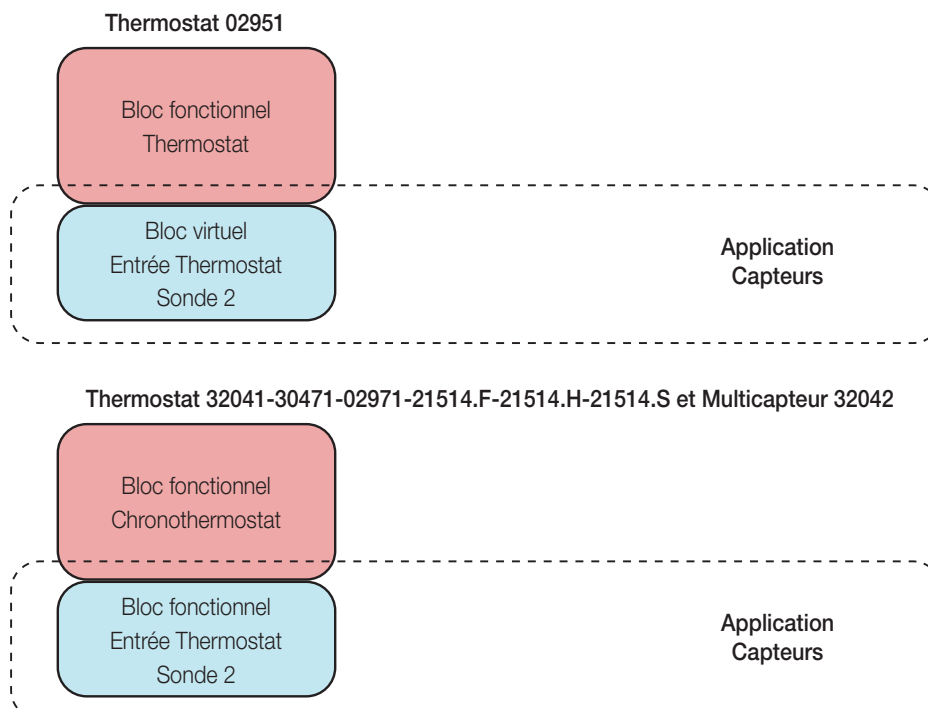 Thermostat 02951
Bloc fonctionnel
Thermostat
Bloc virtuel
Entrée Thermostat
Sonde 2
Application
Capteurs
Thermostat 32041-30471-02971-21514.F-21514.H-21514.S et Multicapteur 32042
Bloc fonctionnel
Chronothermostat
Bloc fonctionnel
Entrée Thermostat
Sonde 2
Application
Capteurs